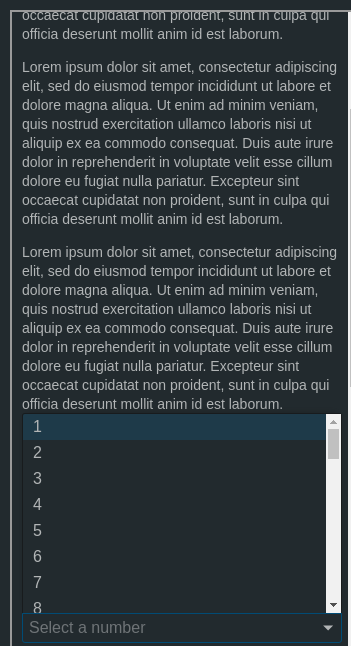 occaecat cupidatat non proident, sunt in culpa qui
officia deserunt mollit anim id est laborum.
Lorem ipsum dolor sit amet, consectetur adipiscing
elit, sed do eiusmod tempor incididunt ut labore et
dolore magna aliqua. Ut enim ad minim veniam,
quis nostrud exercitation ullamco laboris nisi ut
aliquip ex ea commodo consequat. Duis aute irure
dolor in reprehenderit in voluptate velit esse cillum
dolore eu fugiat nulla pariatur. Excepteur sint
occaecat cupidatat non proident, sunt in culpa qui
officia deserunt mollit anim id est laborum.
Lorem ipsum dolor sit amet, consectetur adipiscing
elit, sed do eiusmod tempor incididunt ut labore et
dolore magna aliqua. Ut enim ad minim veniam,
quis nostrud exercitation ullamco laboris nisi ut
aliquip ex ea commodo consequat. Duis aute irure
dolor in reprehenderit in voluptate velit esse cillum
dolore eu fugiat nulla pariatur. Excepteur sint
occaecat cupidatat non proident, sunt in culpa qui
officia deserunt mollit anim id est laborum.
1
2
3
4
5
6
7
8
Select a number